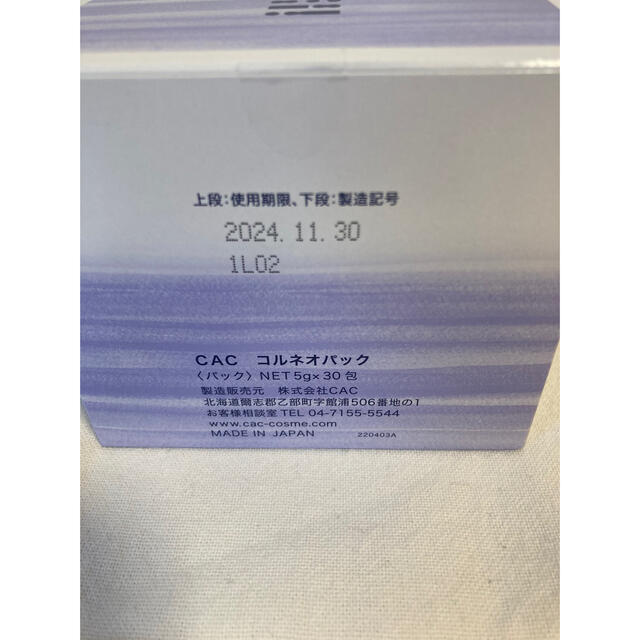 上段:使用期限、下段:製造記号
2024.11.30
1L02
CAC コルネオパック
〈パック〉NET5g×30包
製造販売元 株式会社CAC
北海道爾志郡乙部町字館浦506番地の1
お客様相談室 TEL 04-7155-5544
www.cac-cosme.com
MADE IN JAPAN 220403A